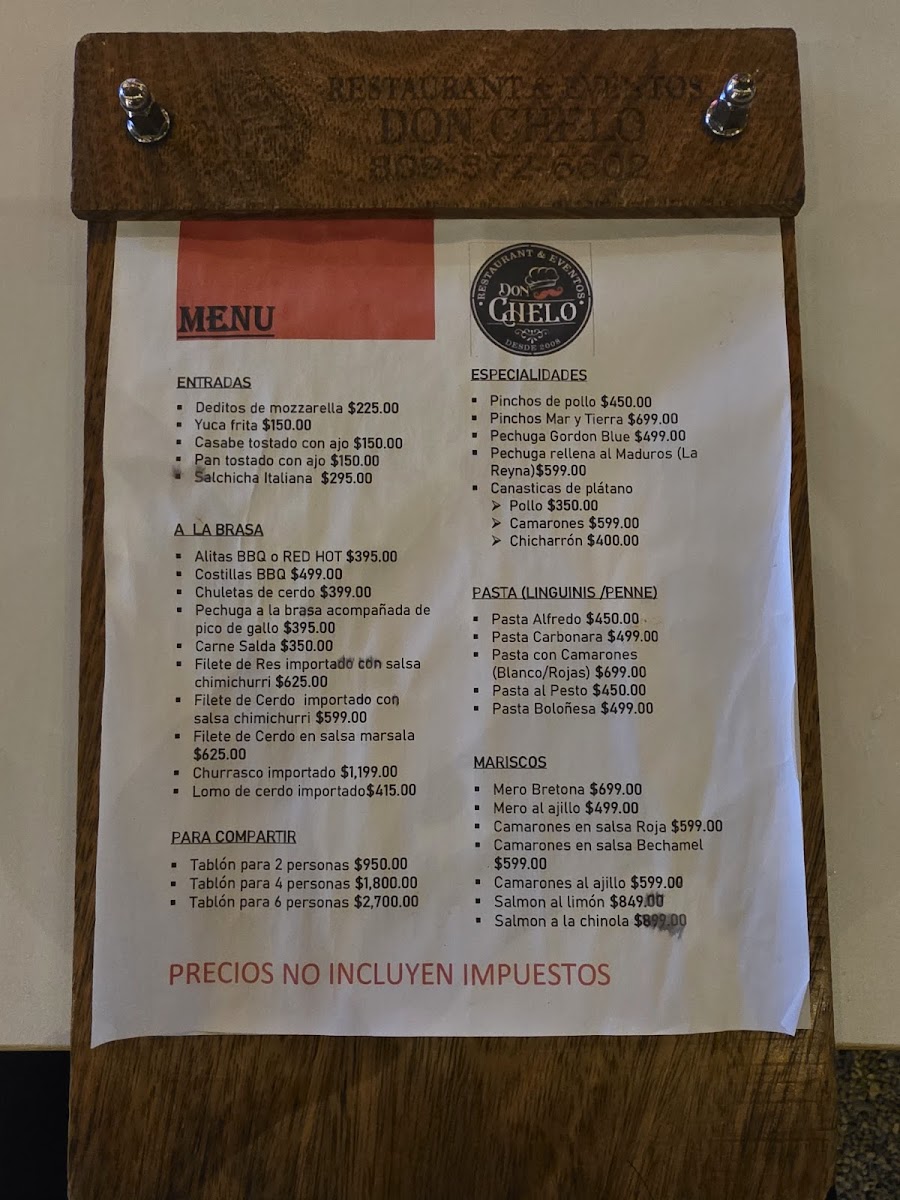 RESTAURANT & EVENTOS
DON CHELO
809-372-6602
MENU
RESTAURANT & EVENTOS
DON
CHELO
DESDE 2008
ENTRADAS
▪ Deditos de mozzarella $225.00
▪ Yuca frita $150.00
▪ Casabe tostado con ajo $150.00
▪ Pan tostado con ajo $150.00
▪ Salchicha Italiana $295.00
A LA BRASA
▪ Alitas BBQ o RED HOT $395.00
▪ Costillas BBQ $499.00
▪ Chuletas de cerdo $399.00
▪ Pechuga a la brasa acompañada de
pico de gallo $395.00
▪ Carne Salda $350.00
▪ Filete de Res importado con salsa
chimichurri $625.00
▪ Filete de Cerdo importado con
salsa chimichurri $599.00
▪ Filete de Cerdo en salsa marsala
$625.00
▪ Churrasco importado $1,199.00
▪ Lomo de cerdo importado$415.00
PARA COMPARTIR
▪ Tablón para 2 personas $950.00
▪ Tablón para 4 personas $1,800.00
▪ Tablón para 6 personas $2,700.00
ESPECIALIDADES
▪ Pinchos de pollo $450.00
▪ Pinchos Mar y Tierra $699.00
▪ Pechuga Gordon Blue $499.00
▪ Pechuga rellena al Maduros (La
Reyna)$599.00
▪ Canasticas de plátano
➢ Pollo $350.00
➢ Camarones $599.00
➢ Chicharrón $400.00
PASTA (LINGUINIS /PENNE)
▪ Pasta Alfredo $450.00
▪ Pasta Carbonara $499.00
▪ Pasta con Camarones
(Blanco/Rojas) $699.00
▪ Pasta al Pesto $450.00
▪ Pasta Boloñesa $499.00
MARISCOS
▪ Mero Bretona $699.00
▪ Mero al ajillo $499.00
▪ Camarones en salsa Roja $599.00
▪ Camarones en salsa Bechamel
$599.00
▪ Camarones al ajillo $599.00
▪ Salmon al limón $849.00
▪ Salmon a la chinola $899.00
PRECIOS NO INCLUYEN IMPUESTOS